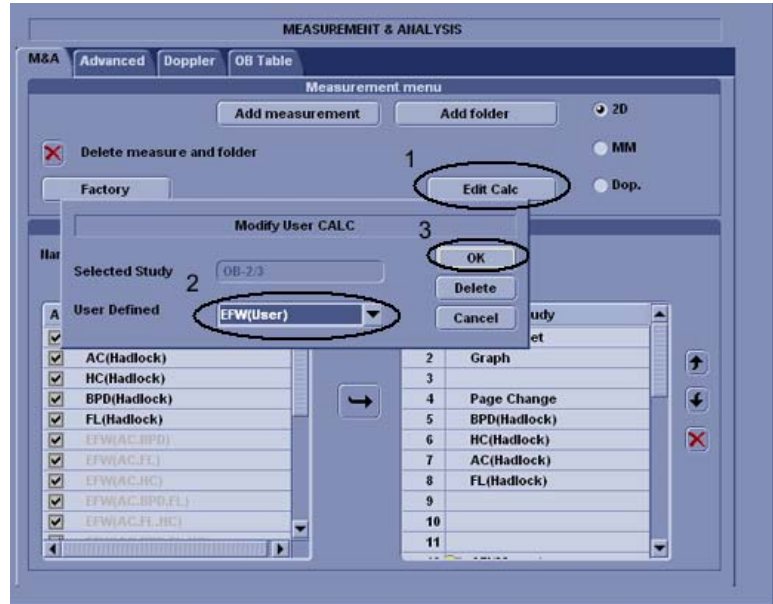 MEASUREMENT & ANALYSIS
M&A Advanced Doppler OB Table
Measurement menu
Add measurement Add folder 2D
Delete measure and folder 1 MM
Factory Edit Calc Dop.
Modify User CALC 3
OK
Selected Study OB-2/3
2 Delete
User Defined EFW(User)
Cancel
AC(Hadlock) 2 Graph
HC(Hadlock) 3
BPD(Hadlock) 4 Page Change
FL(Hadlock) 5 BPD(Hadlock)
EFW(AC.BPD) 6 HC(Hadlock)
EFW(AC.FL) 7 AC(Hadlock)
EFW(AC.HC) 8 FL(Hadlock)
EFW(AC.BPD.FL) 9
EFW(AC.FL.HC) 10
11